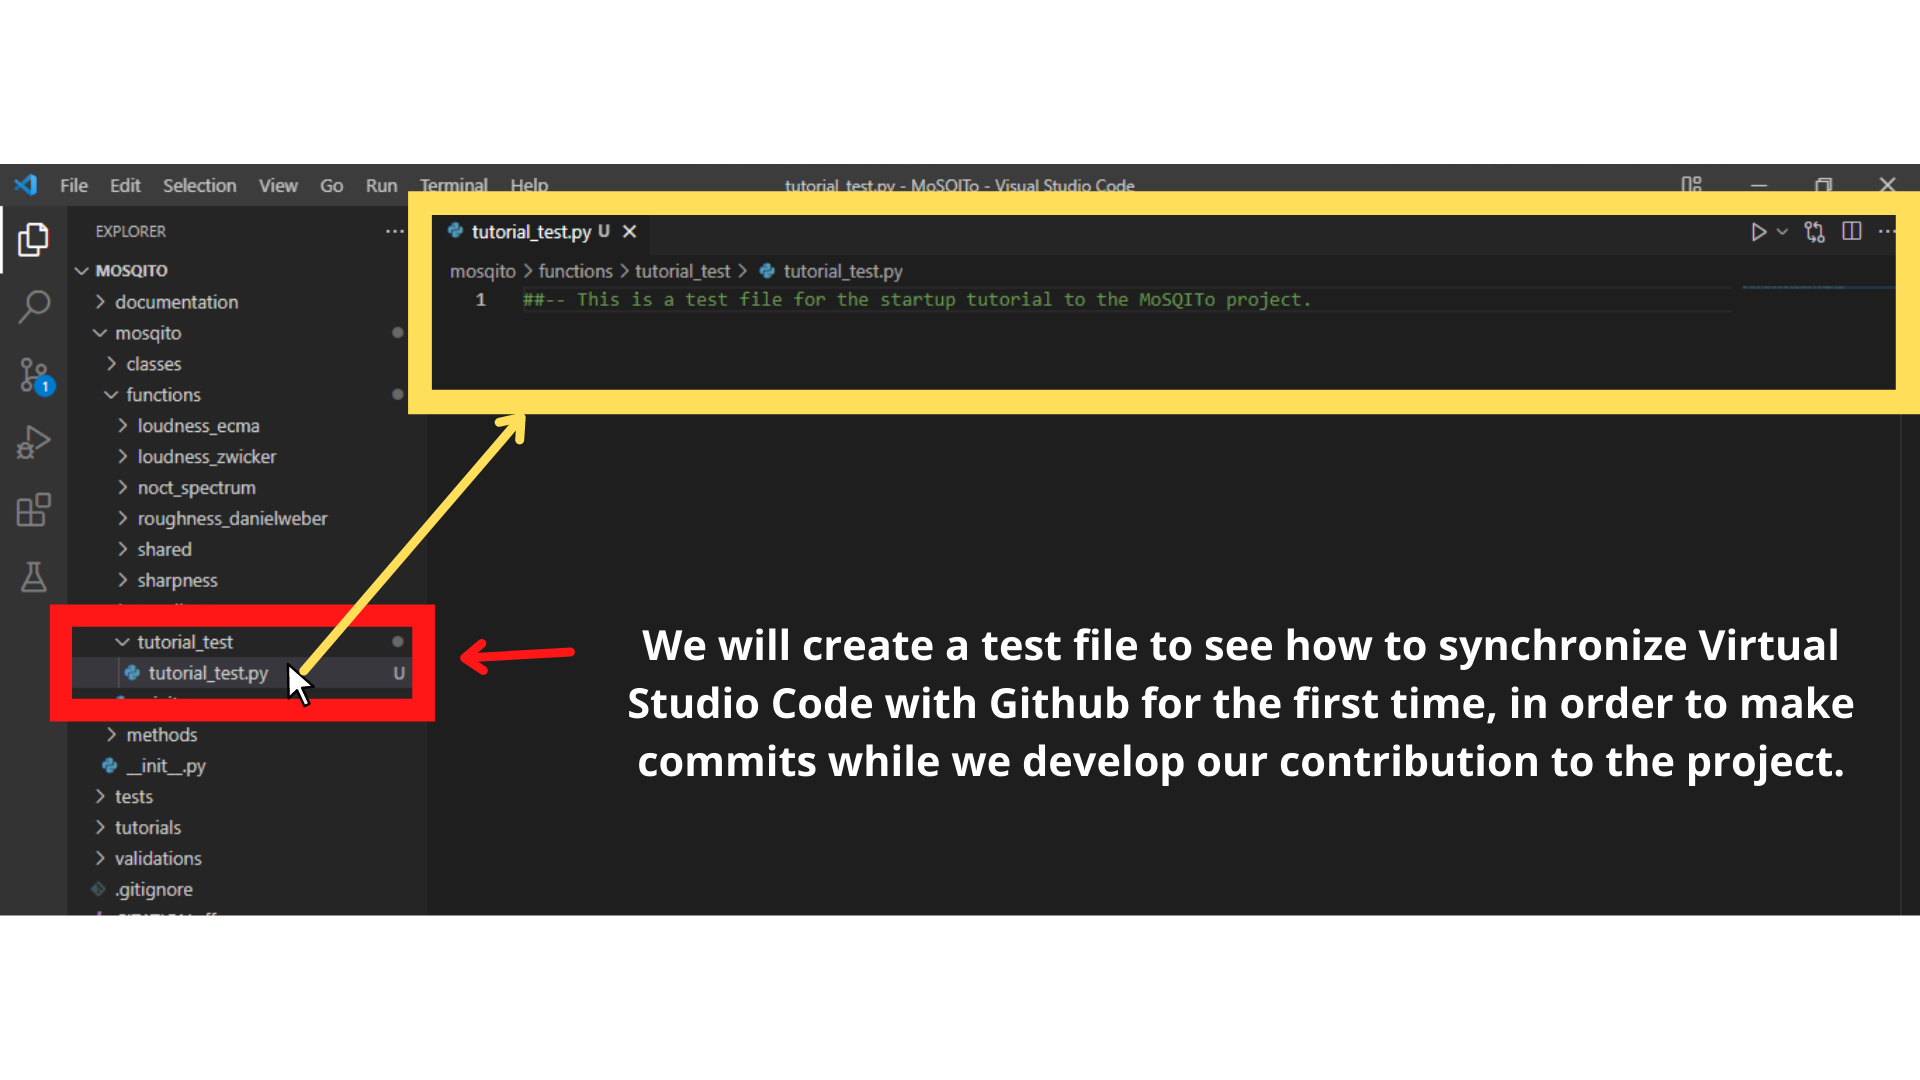 File Edit Selection View Go Run Terminal Help
tutorial_test.py - MoSQITo - Visual Studio Code
EXPLORER
MOSQITO
documentation
mosqito
classes
functions
loudness_ecma
loudness_zwicker
noct_spectrum
roughness_danielweber
shared
sharpness
tutorial_test
tutorial_test.py U
methods
__init__.py
tests
tutorials
validations
.gitignore
1
tutorial_test.py U
mosqito > functions > tutorial_test > tutorial_test.py
1 ##-- This is a test file for the startup tutorial to the MoSQITo project.
We will create a test file to see how to synchronize Virtual
Studio Code with Github for the first time, in order to make
commits while we develop our contribution to the project.